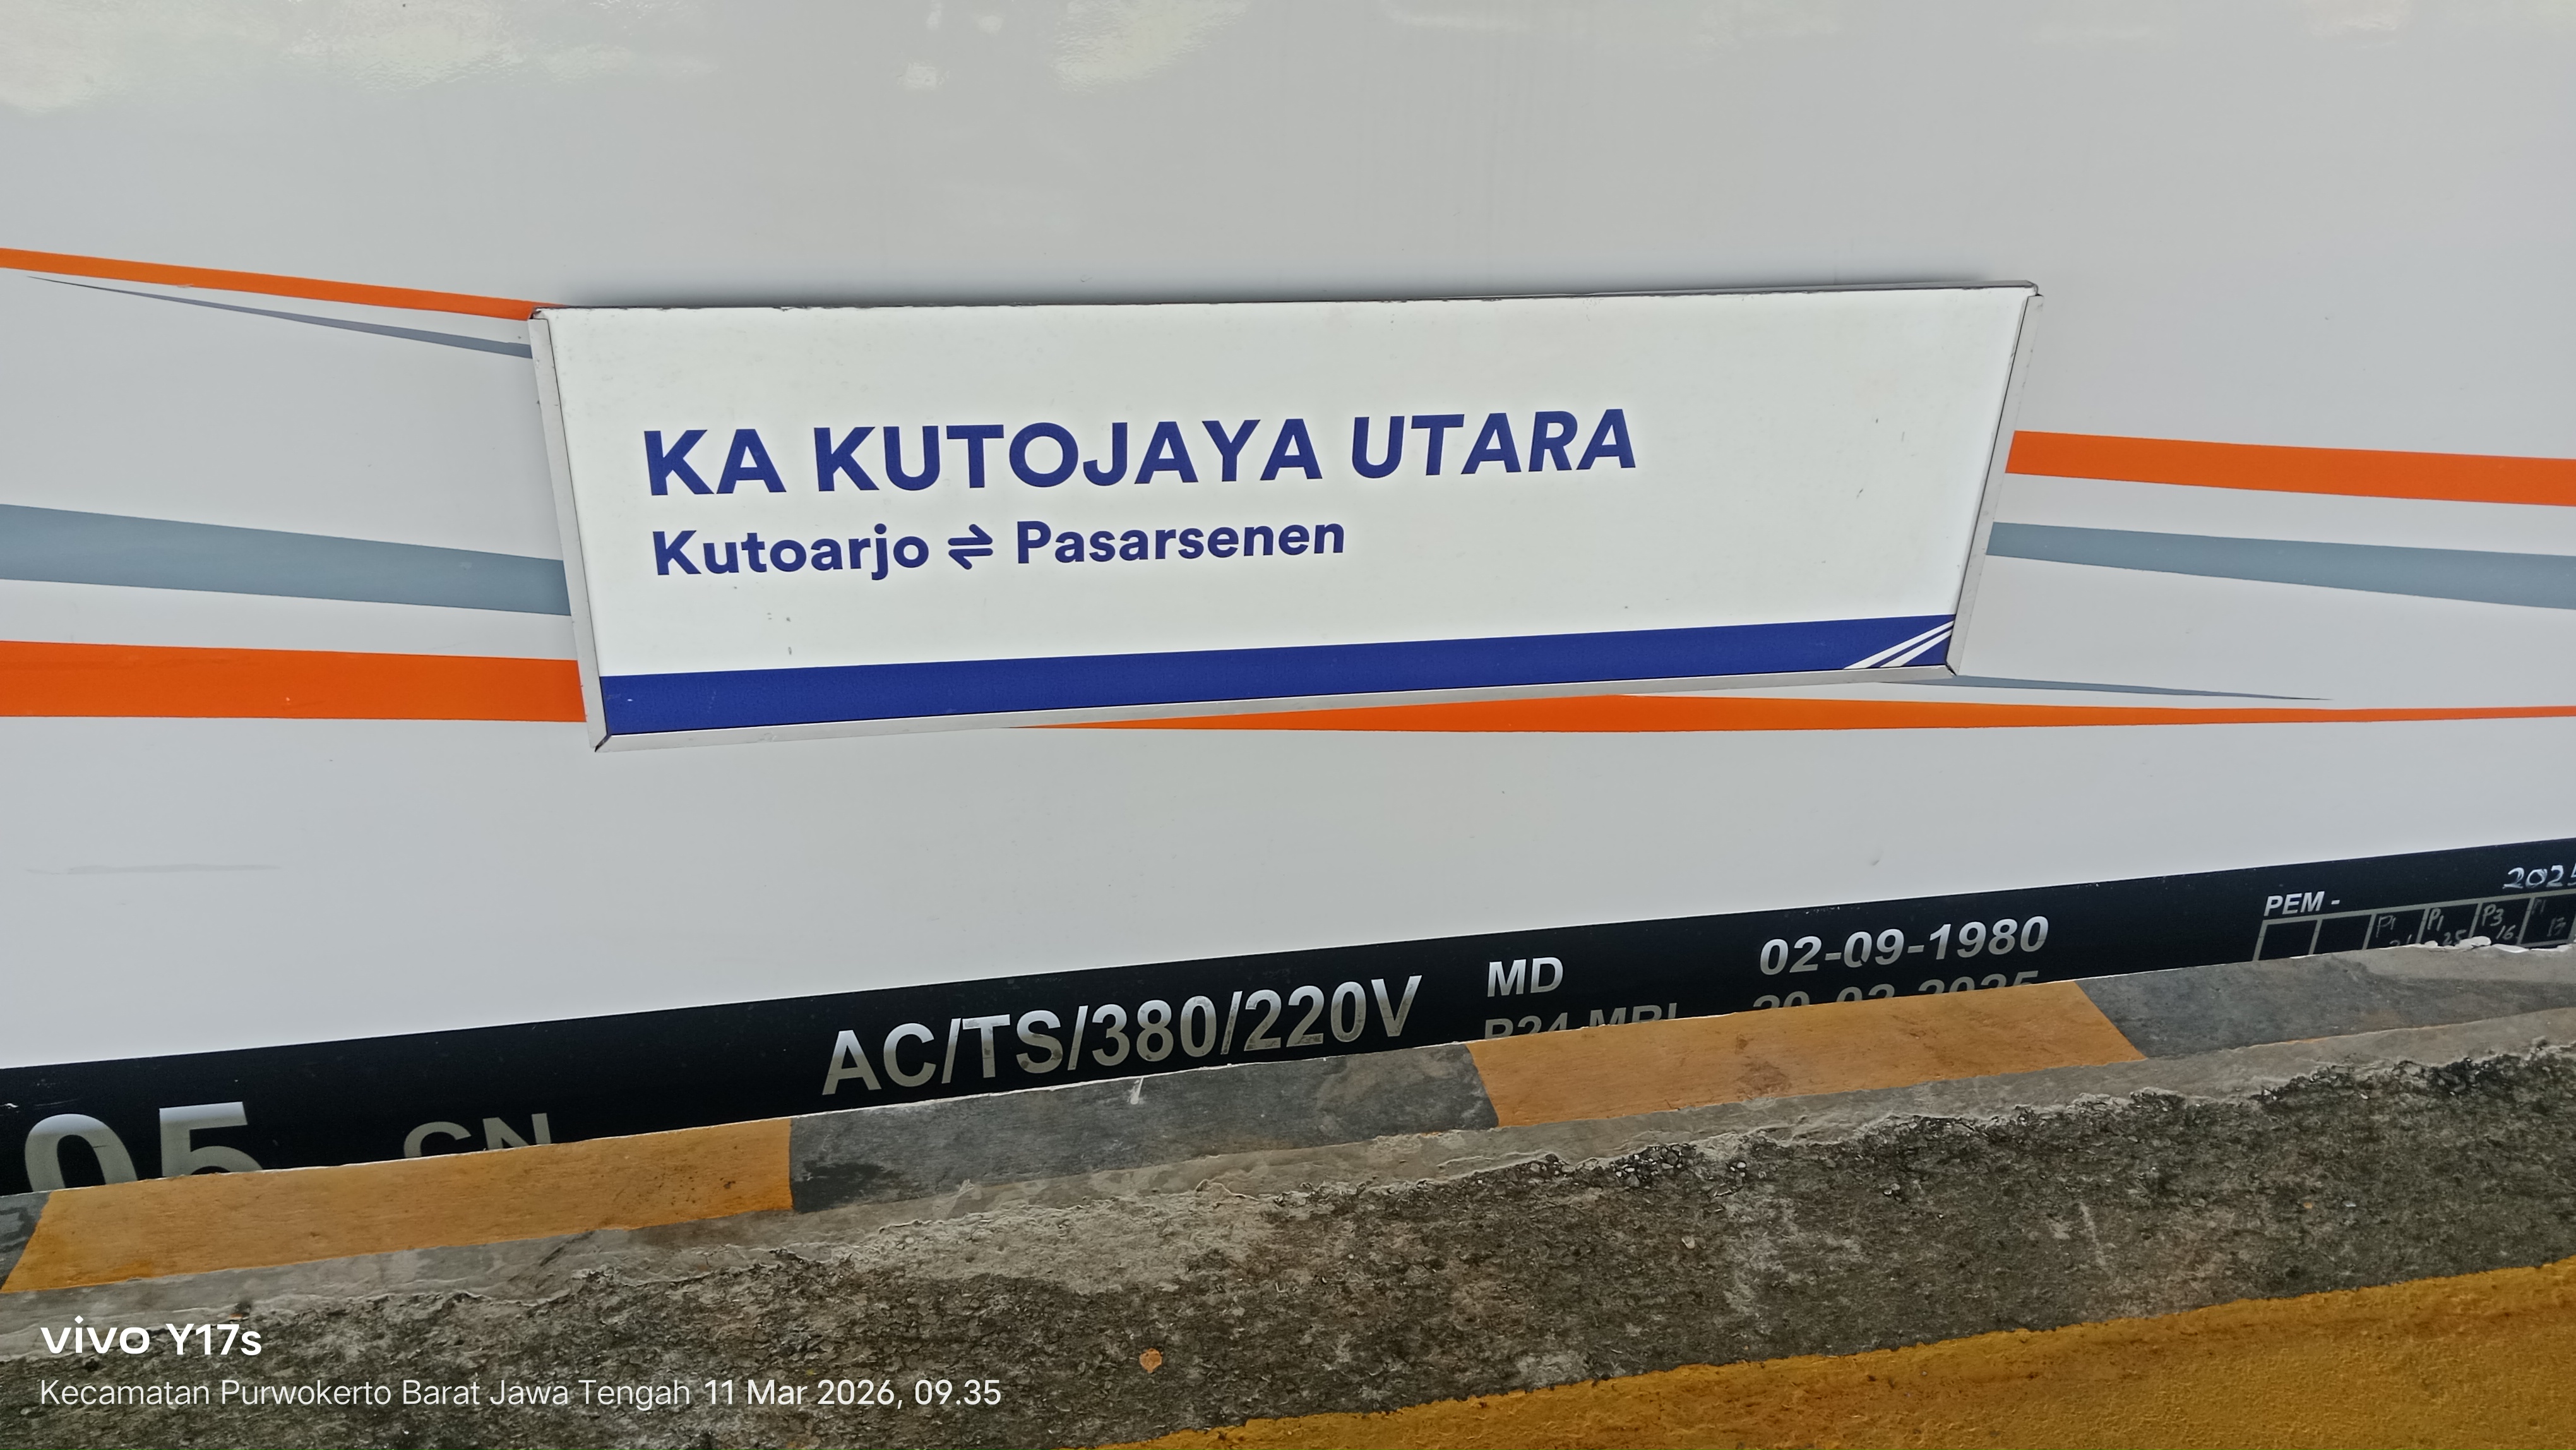 KA KUTOJAYA UTARA
Kutoarjo ⇌ Pasarsenen
PEM -
MD 02-09-1980
AC/TS/380/220V
05
vivo Y17s
Kecamatan Purwokerto Barat Jawa Tengah 11 Mar 2026, 09.35